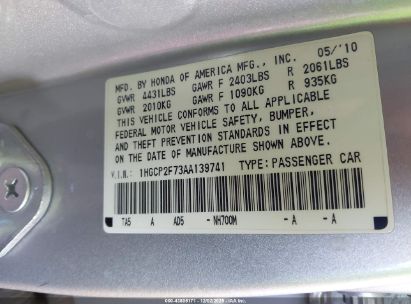 MFD. BY HONDA OF AMERICA MFG., INC. 05/'10
GVWR 4431LBS GAWR F 2403LBS R 2061LBS
GVWR 2010KG GAWR F 1090KG R 935KG
THIS VEHICLE CONFORMS TO ALL APPLICABLE
FEDERAL MOTOR VEHICLE SAFETY, BUMPER,
AND THEFT PREVENTION STANDARDS IN EFFECT
ON THE DATE OF MANUFACTURE SHOWN ABOVE.
V.I.N.: 1HGCP2F73AA139741 TYPE: PASSENGER CAR
TA5 A AD5 - NH700M - A - A